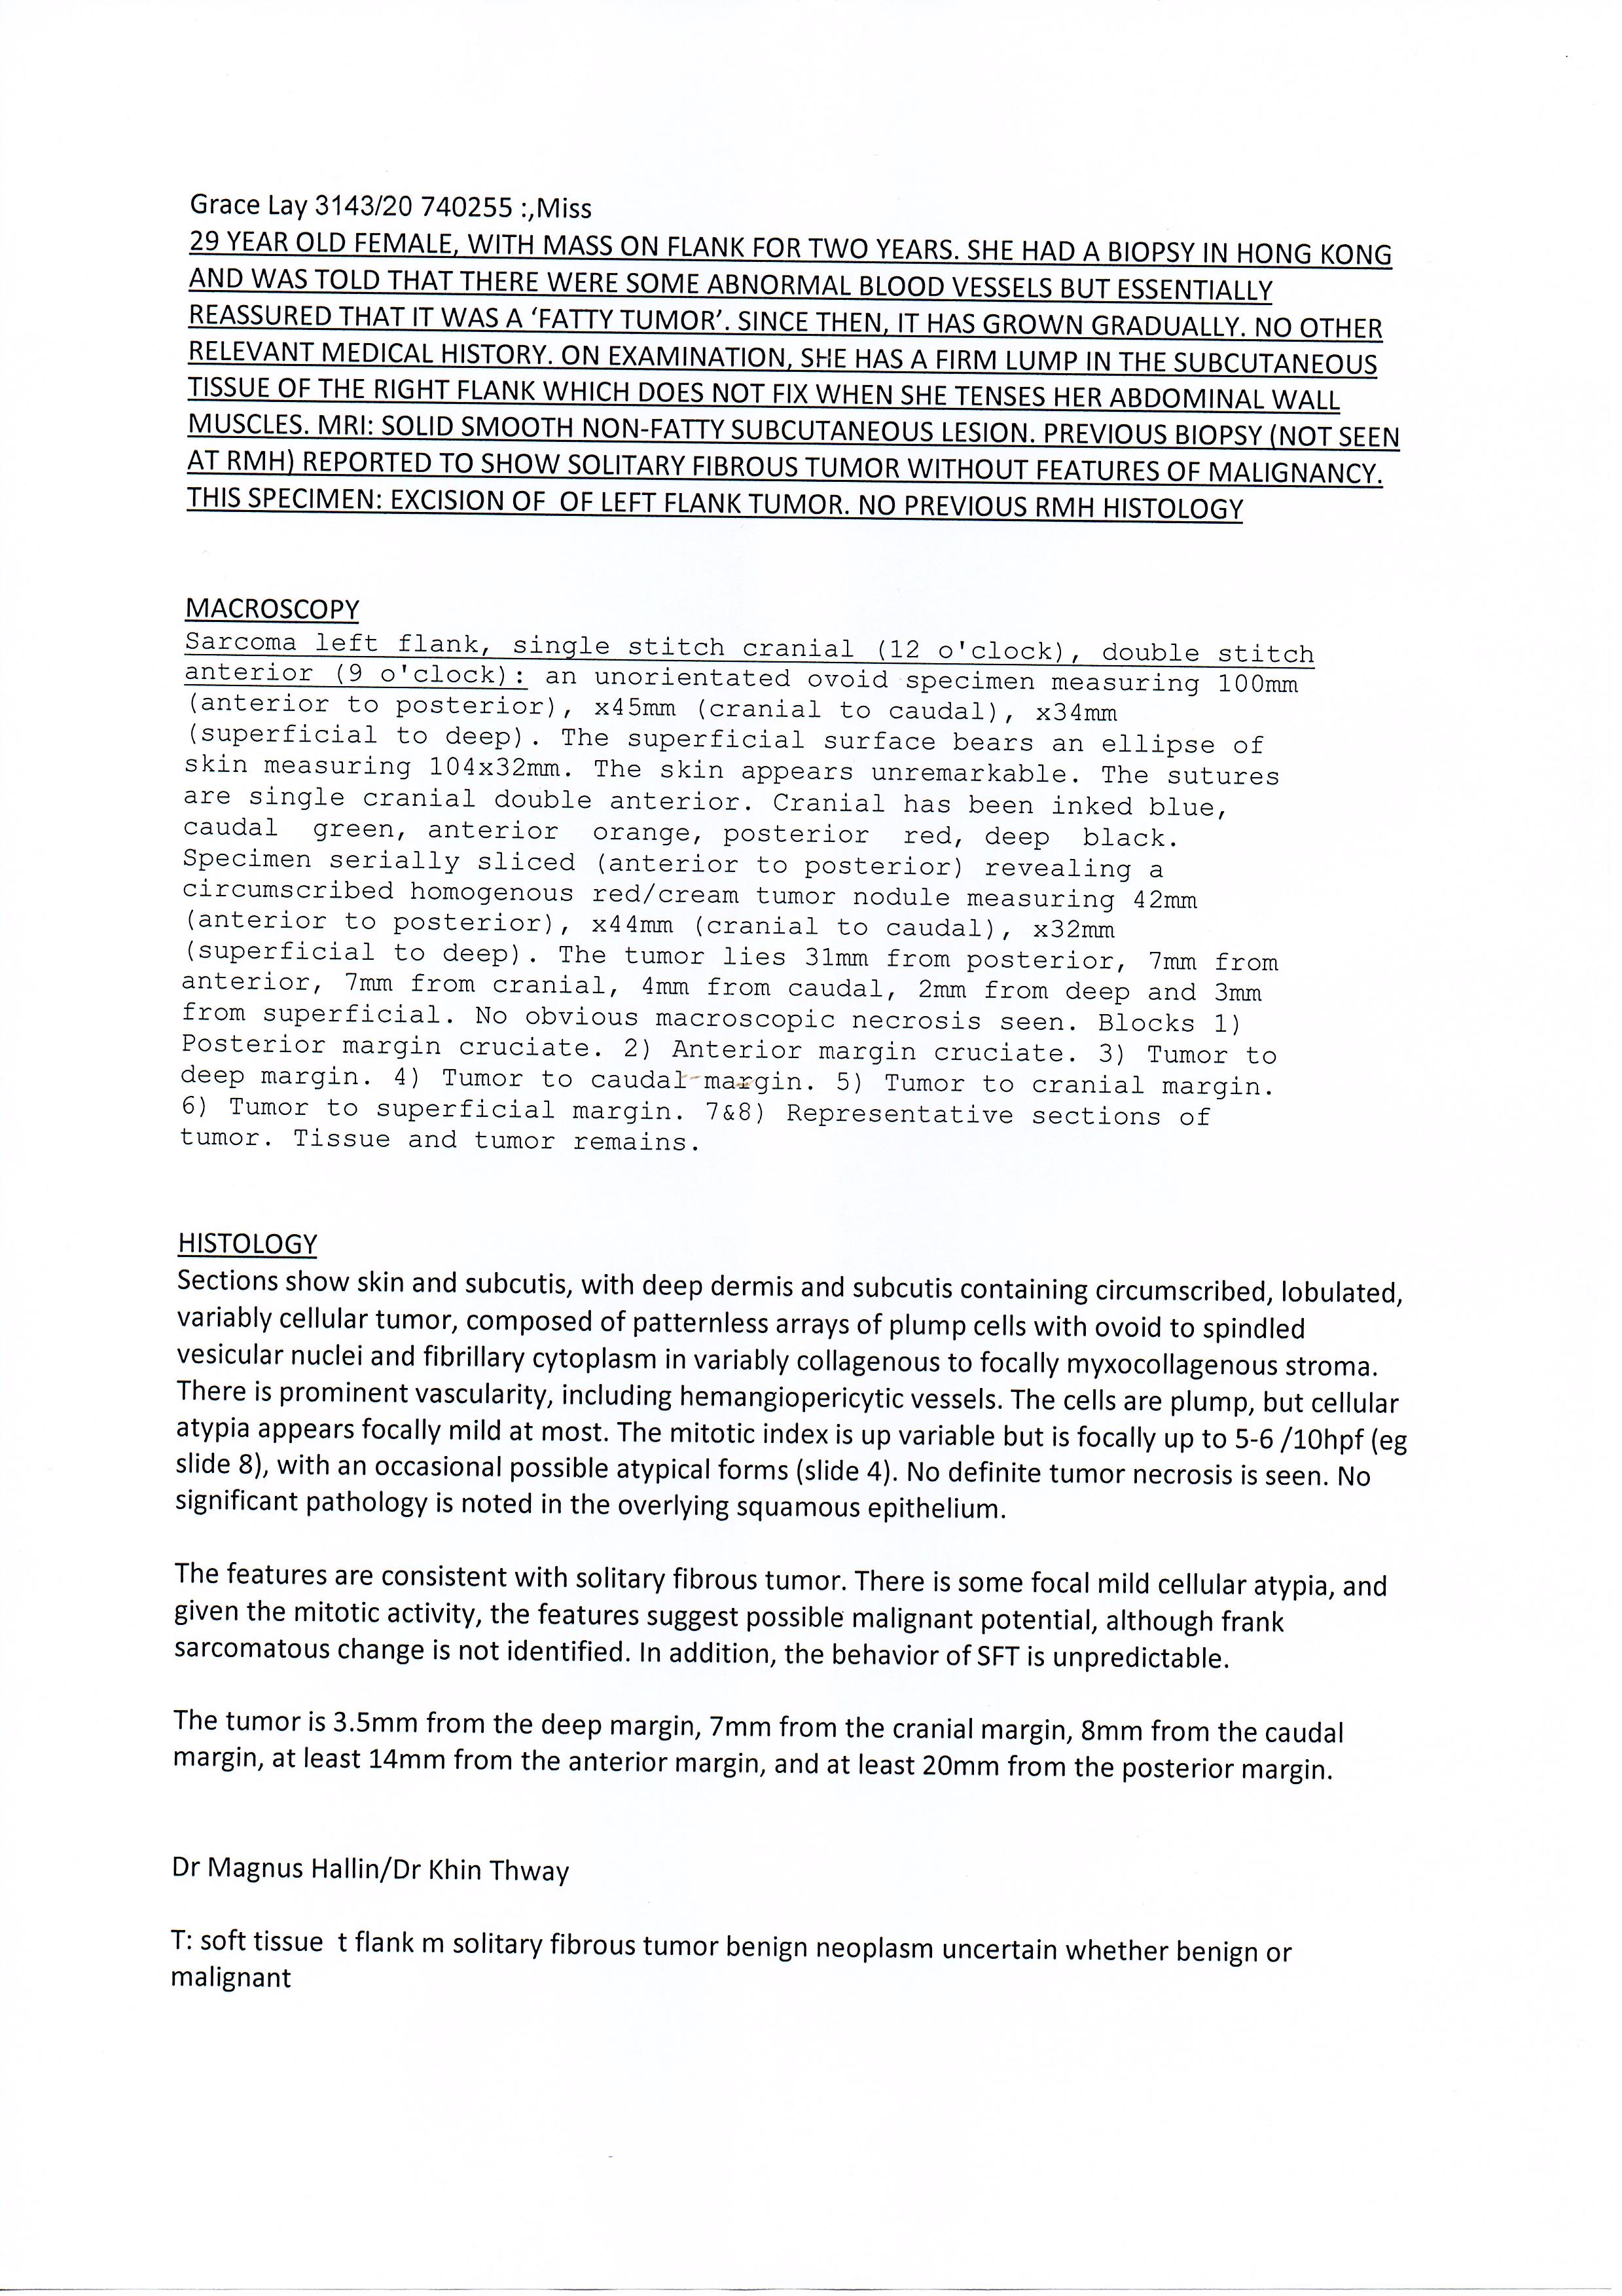 Grace Lay 3143/20 740255 :,Miss
29 YEAR OLD FEMALE, WITH MASS ON FLANK FOR TWO YEARS. SHE HAD A BIOPSY IN HONG KONG
AND WAS TOLD THAT THERE WERE SOME ABNORMAL BLOOD VESSELS BUT ESSENTIALLY
REASSURED THAT IT WAS A ‘FATTY TUMOR’. SINCE THEN, IT HAS GROWN GRADUALLY. NO OTHER
RELEVANT MEDICAL HISTORY. ON EXAMINATION, SHE HAS A FIRM LUMP IN THE SUBCUTANEOUS
TISSUE OF THE RIGHT FLANK WHICH DOES NOT FIX WHEN SHE TENSES HER ABDOMINAL WALL
MUSCLES. MRI: SOLID SMOOTH NON-FATTY SUBCUTANEOUS LESION. PREVIOUS BIOPSY (NOT SEEN
AT RMH) REPORTED TO SHOW SOLITARY FIBROUS TUMOR WITHOUT FEATURES OF MALIGNANCY.
THIS SPECIMEN: EXCISION OF  OF LEFT FLANK TUMOR. NO PREVIOUS RMH HISTOLOGY
MACROSCOPY
Sarcoma left flank, single stitch cranial (12 o'clock), double stitch
anterior (9 o'clock): an unorientated ovoid specimen measuring 100mm
(anterior to posterior), x45mm (cranial to caudal), x34mm
(superficial to deep). The superficial surface bears an ellipse of
skin measuring 104x32mm. The skin appears unremarkable. The sutures
are single cranial double anterior. Cranial has been inked blue,
caudal  green, anterior  orange, posterior  red, deep  black.
Specimen serially sliced (anterior to posterior) revealing a
circumscribed homogenous red/cream tumor nodule measuring 42mm
(anterior to posterior), x44mm (cranial to caudal), x32mm
(superficial to deep). The tumor lies 31mm from posterior, 7mm from
anterior, 7mm from cranial, 4mm from caudal, 2mm from deep and 3mm
from superficial. No obvious macroscopic necrosis seen. Blocks 1)
Posterior margin cruciate. 2) Anterior margin cruciate. 3) Tumor to
deep margin. 4) Tumor to caudal margin. 5) Tumor to cranial margin.
6) Tumor to superficial margin. 7&8) Representative sections of
tumor. Tissue and tumor remains.
HISTOLOGY
Sections show skin and subcutis, with deep dermis and subcutis containing circumscribed, lobulated,
variably cellular tumor, composed of patternless arrays of plump cells with ovoid to spindled
vesicular nuclei and fibrillary cytoplasm in variably collagenous to focally myxocollagenous stroma.
There is prominent vascularity, including hemangiopericytic vessels. The cells are plump, but cellular
atypia appears focally mild at most. The mitotic index is up variable but is focally up to 5-6 /10hpf (eg
slide 8), with an occasional possible atypical forms (slide 4). No definite tumor necrosis is seen. No
significant pathology is noted in the overlying squamous epithelium.
The features are consistent with solitary fibrous tumor. There is some focal mild cellular atypia, and
given the mitotic activity, the features suggest possible malignant potential, although frank
sarcomatous change is not identified. In addition, the behavior of SFT is unpredictable.
The tumor is 3.5mm from the deep margin, 7mm from the cranial margin, 8mm from the caudal
margin, at least 14mm from the anterior margin, and at least 20mm from the posterior margin.
Dr Magnus Hallin/Dr Khin Thway
T: soft tissue  t flank m solitary fibrous tumor benign neoplasm uncertain whether benign or
malignant